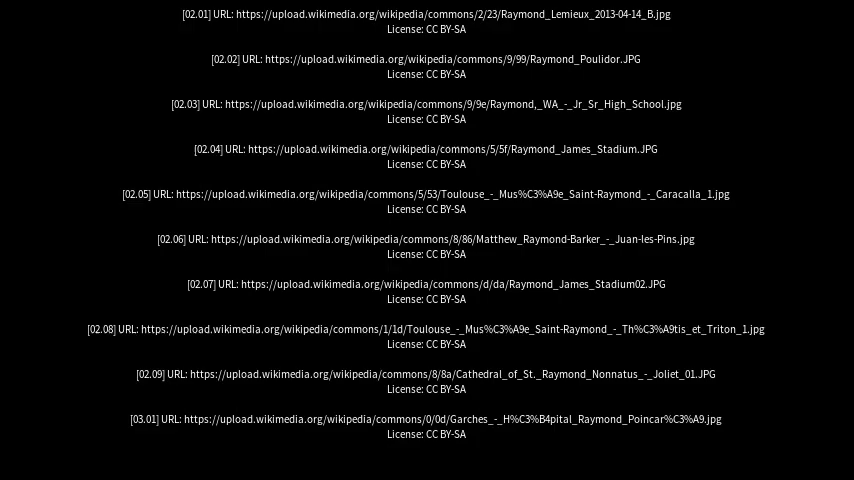 [02.01] URL: https://upload.wikimedia.org/wikipedia/commons/2/23/Raymond_Lemieux_2013-04-14_B.jpg
License: CC BY-SA
[02.02] URL: https://upload.wikimedia.org/wikipedia/commons/9/99/Raymond_Poulidor.JPG
License: CC BY-SA
[02.03] URL: https://upload.wikimedia.org/wikipedia/commons/9/9e/Raymond,_WA_-_Jr_Sr_High_School.jpg
License: CC BY-SA
[02.04] URL: https://upload.wikimedia.org/wikipedia/commons/5/5f/Raymond_James_Stadium.JPG
License: CC BY-SA
[02.05] URL: https://upload.wikimedia.org/wikipedia/commons/5/53/Toulouse_-_Mus%C3%A9e_Saint-Raymond_-_Caracalla_1.jpg
License: CC BY-SA
[02.06] URL: https://upload.wikimedia.org/wikipedia/commons/8/86/Matthew_Raymond-Barker_-_Juan-les-Pins.jpg
License: CC BY-SA
[02.07] URL: https://upload.wikimedia.org/wikipedia/commons/d/da/Raymond_James_Stadium02.JPG
License: CC BY-SA
[02.08] URL: https://upload.wikimedia.org/wikipedia/commons/1/1d/Toulouse_-_Mus%C3%A9e_Saint-Raymond_-_Th%C3%A9tis_et_Triton_1.jpg
License: CC BY-SA
[02.09] URL: https://upload.wikimedia.org/wikipedia/commons/8/8a/Cathedral_of_St._Raymond_Nonnatus_-_Joliet_01.JPG
License: CC BY-SA
[03.01] URL: https://upload.wikimedia.org/wikipedia/commons/0/0d/Garches_-_H%C3%B4pital_Raymond_Poincar%C3%A9.jpg
License: CC BY-SA